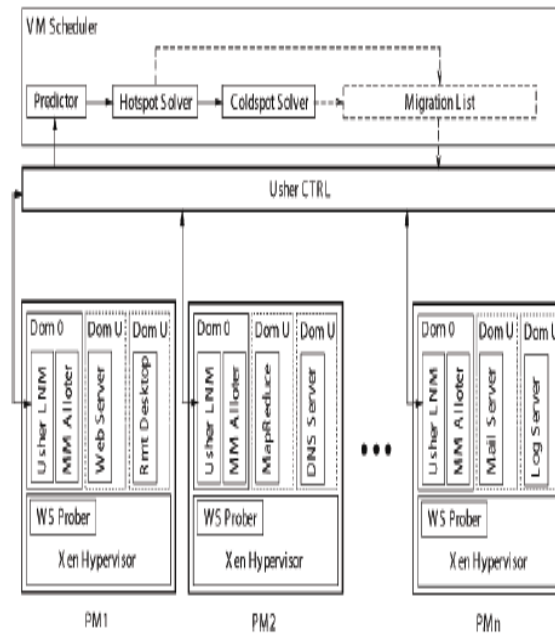 VM Scheduler
Predictor
Hotspot Solver
Coldspot Solver
Migration List
Usher CTRL
Dom 0
Dom U
Dom U
Usher LNM
MM Alloter
Web Server
Rmt Desktop
WS Prober
Xen Hypervisor
PM1
Dom 0
Dom U
Dom U
Usher LNM
MM Alloter
MapReduce
DNS Server
WS Prober
Xen Hypervisor
PM2
Dom 0
Dom U
Dom U
Usher LNM
MM Alloter
Mail Server
Log Server
WS Prober
Xen Hypervisor
PMn